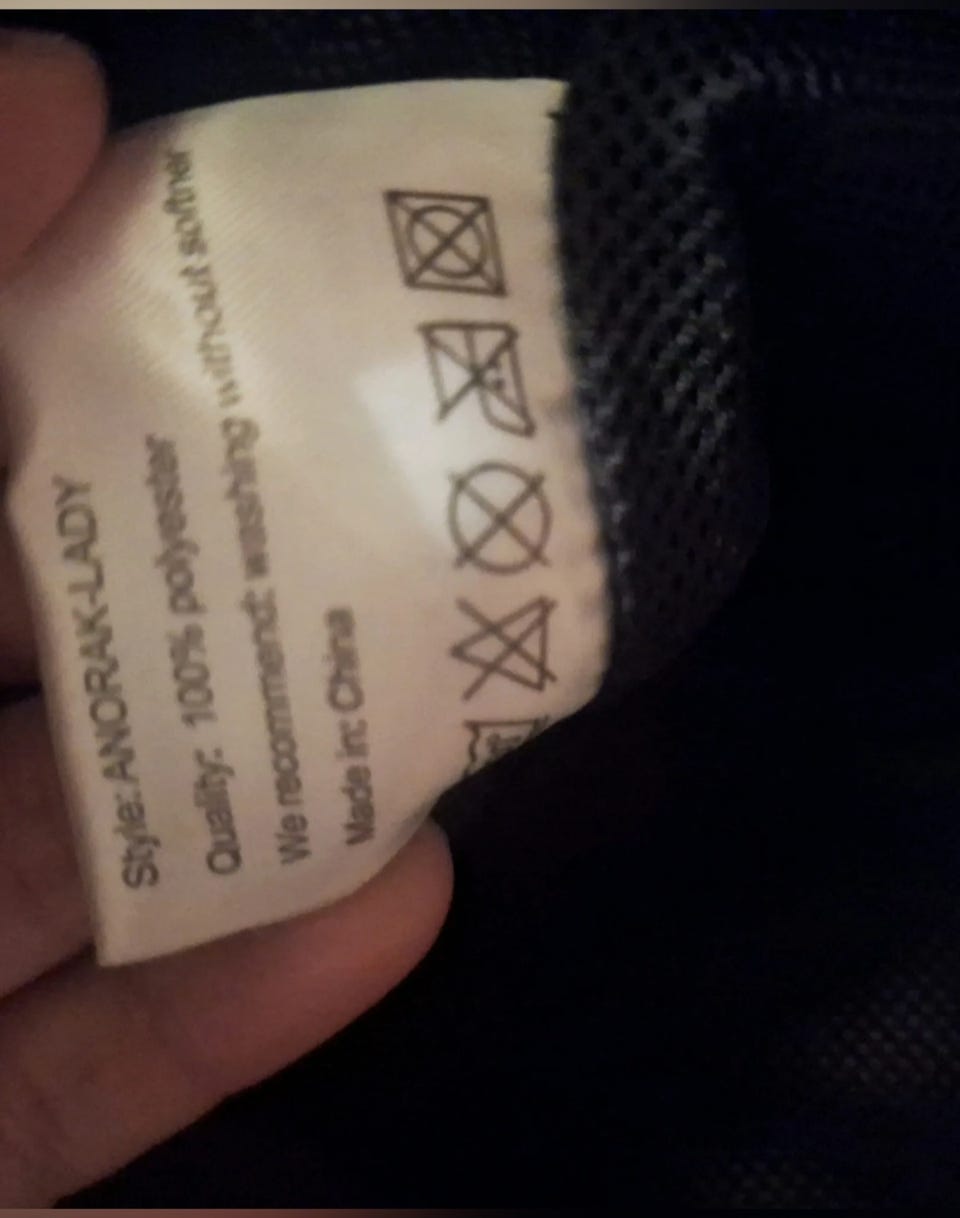 Style: ANORAK-LADY
Quality: 100% polyester
We recommend: washing without softner
Made in: China